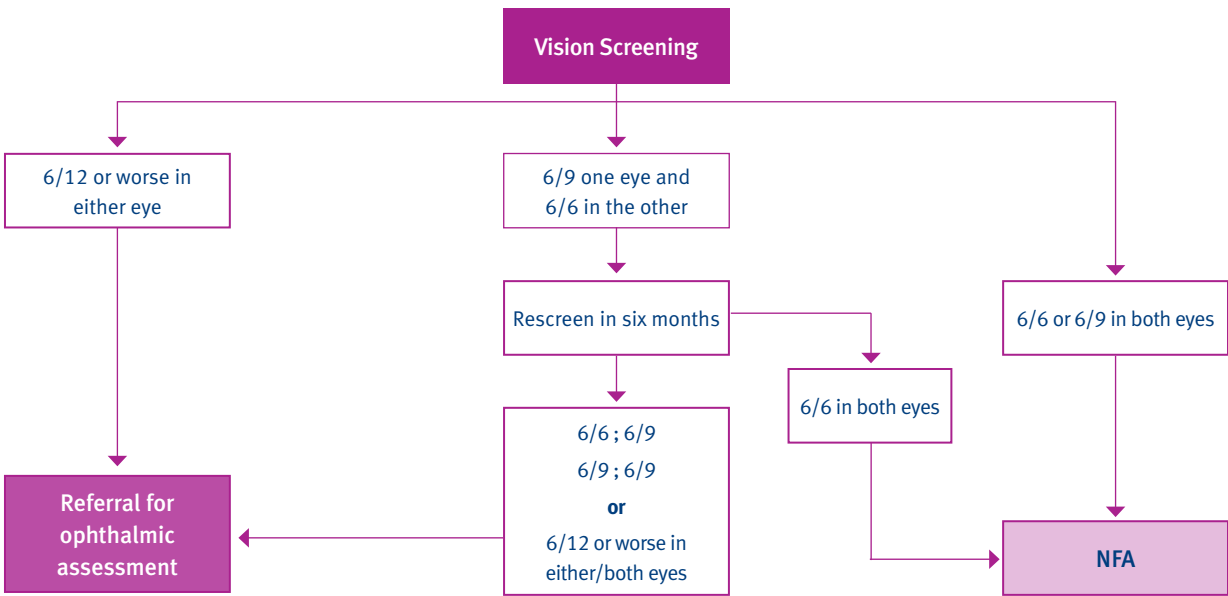 Vision Screening
6/12 or worse in
either eye
6/9 one eye and
6/6 in the other
Rescreen in six months
6/6 or 6/9 in both eyes
6/6 in both eyes
6/6 ; 6/9
6/9 ; 6/9
or
6/12 or worse in
either/both eyes
Referral for
ophthalmic
assessment
NFA